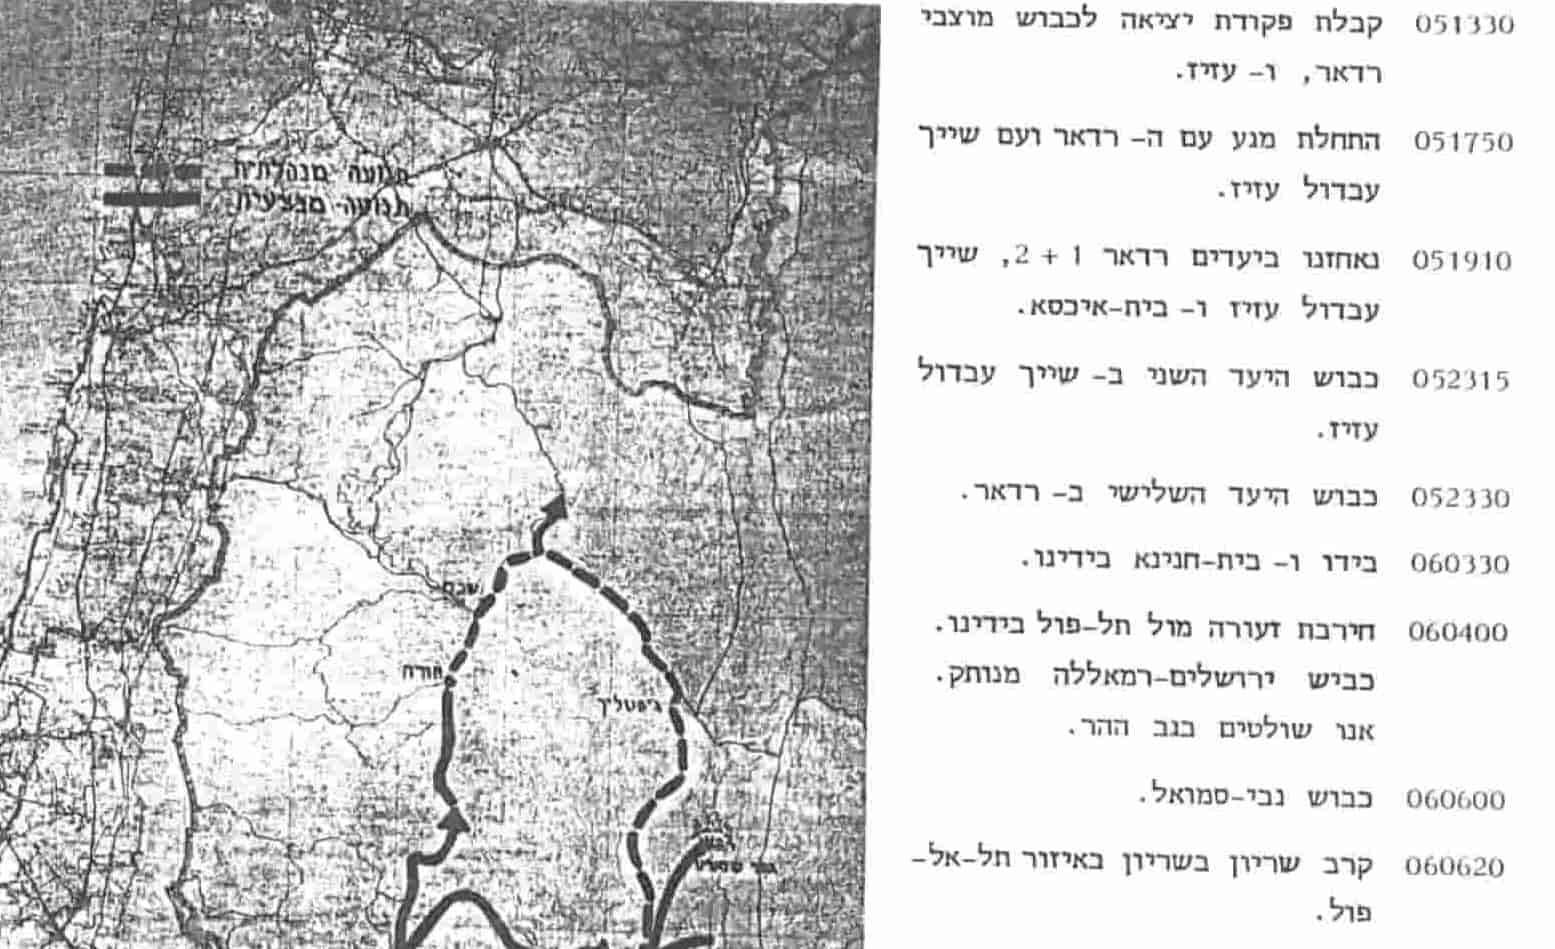 051330 קבלת פקודת יציאה לכבוש מוצבי
רדאר, ו- עזיז.
051750 התחלת מגע עם ה- רדאר ועם שייך
עבדול עזיז.
051910 נאחזנו ביעדים רדאר 1 + 2, שייך
עבדול עזיז ו- בית-איכסא.
052315 כבוש היעד השני ב- שייך עבדול
עזיז.
052330 כבוש היעד השלישי ב- רדאר.
060330 בידו ו- בית-חנינא בידינו.
060400 חירבת זעורה מול תל-פול בידינו.
כביש ירושלים-רמאללה מנותק.
אנו שולטים בגב ההר.
060600 כבוש נבי-סמואל.
060620 קרב שריון בשריון באיזור תל-אל-
פול.
תנועה מנהלתית
תנועה מבצעית
שכם
חורה
גיפטליך